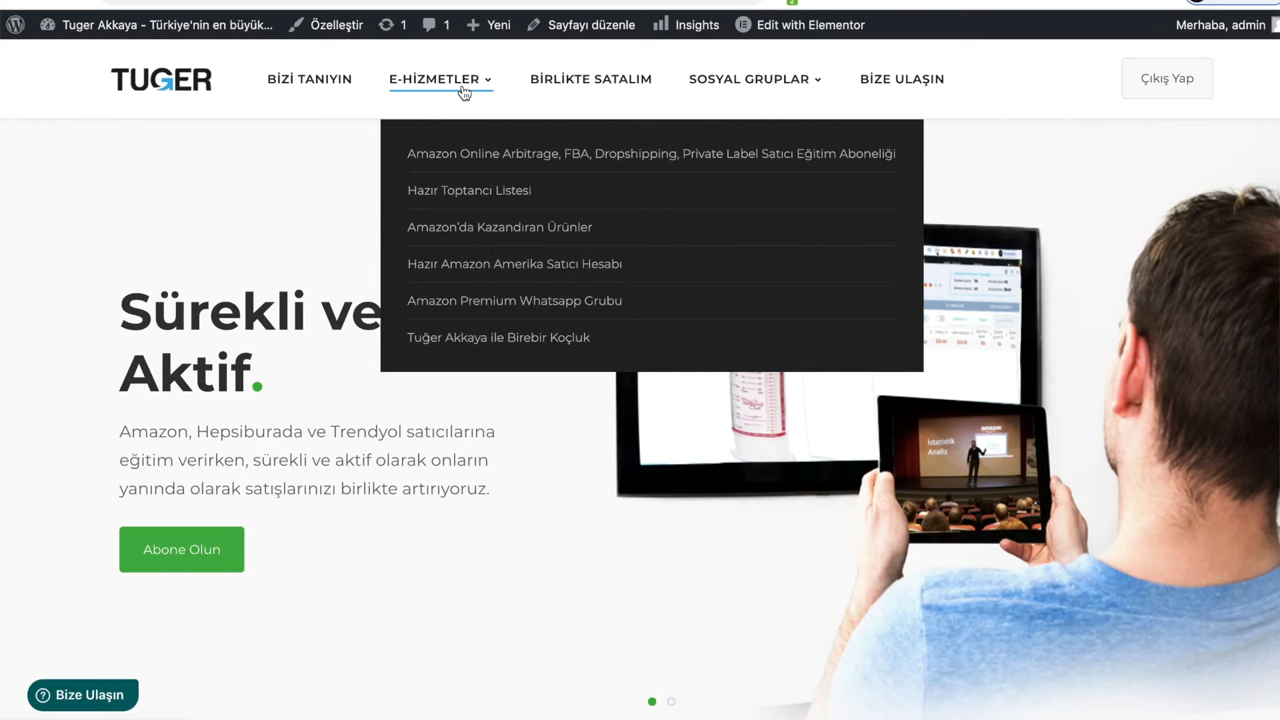 2
Tuger Akkaya - Türkiye'nin en büyük...
Özelleştir
1
1
Yeni
Sayfayı düzenle
Insights
Edit with Elementor
Merhaba, admin
TUGER
BİZİ TANIYIN
E-HİZMETLER
BİRLİKTE SATALIM
SOSYAL GRUPLAR
BİZE ULAŞIN
Çıkış Yap
Amazon Online Arbitrage, FBA, Dropshipping, Private Label Satıcı Eğitim Aboneliği
Hazır Toptancı Listesi
Amazon'da Kazandıran Ürünler
Hazır Amazon Amerika Satıcı Hesabı
Amazon Premium Whatsapp Grubu
Tuğer Akkaya ile Birebir Koçluk
Sürekli ve
Aktif.
Amazon, Hepsiburada ve Trendyol satıcılarına
eğitim verirken, sürekli ve aktif olarak onların
yanında olarak satışlarınızı birlikte artırıyoruz.
Abone Olun
amazon
İstatistik
Analiz
Bize Ulaşın